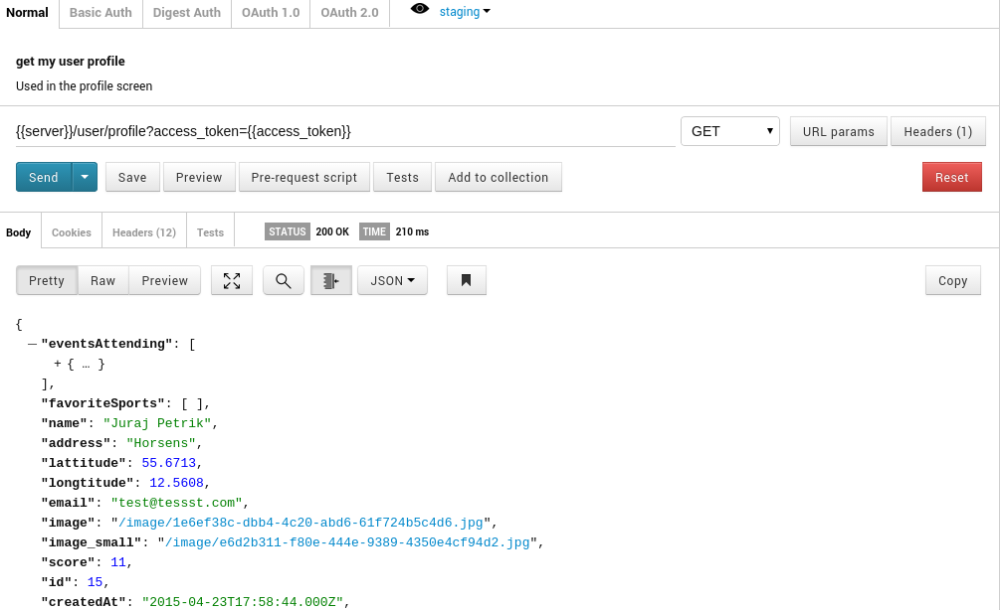 Normal Basic Auth Digest Auth OAuth 1.0 OAuth 2.0 staging
get my user profile
Used in the profile screen
{{server}}/user/profile?access_token={{access_token}} GET URL params Headers (1)
Send Save Preview Pre-request script Tests Add to collection Reset
Body Cookies Headers (12) Tests STATUS 200 OK TIME 210 ms
Pretty Raw Preview JSON Copy
{
"eventsAttending": [
+ { … }
],
"favoriteSports": [ ],
"name": "Juraj Petrik",
"address": "Horsens",
"lattitude": 55.6713,
"longtitude": 12.5608,
"email": "test@tessst.com",
"image": "/image/1e6ef38c-dbb4-4c20-abd6-61f724b5c4d6.jpg",
"image_small": "/image/e6d2b311-f80e-444e-9389-4350e4cf94d2.jpg",
"score": 11,
"id": 15,
"createdAt": "2015-04-23T17:58:44.000Z",